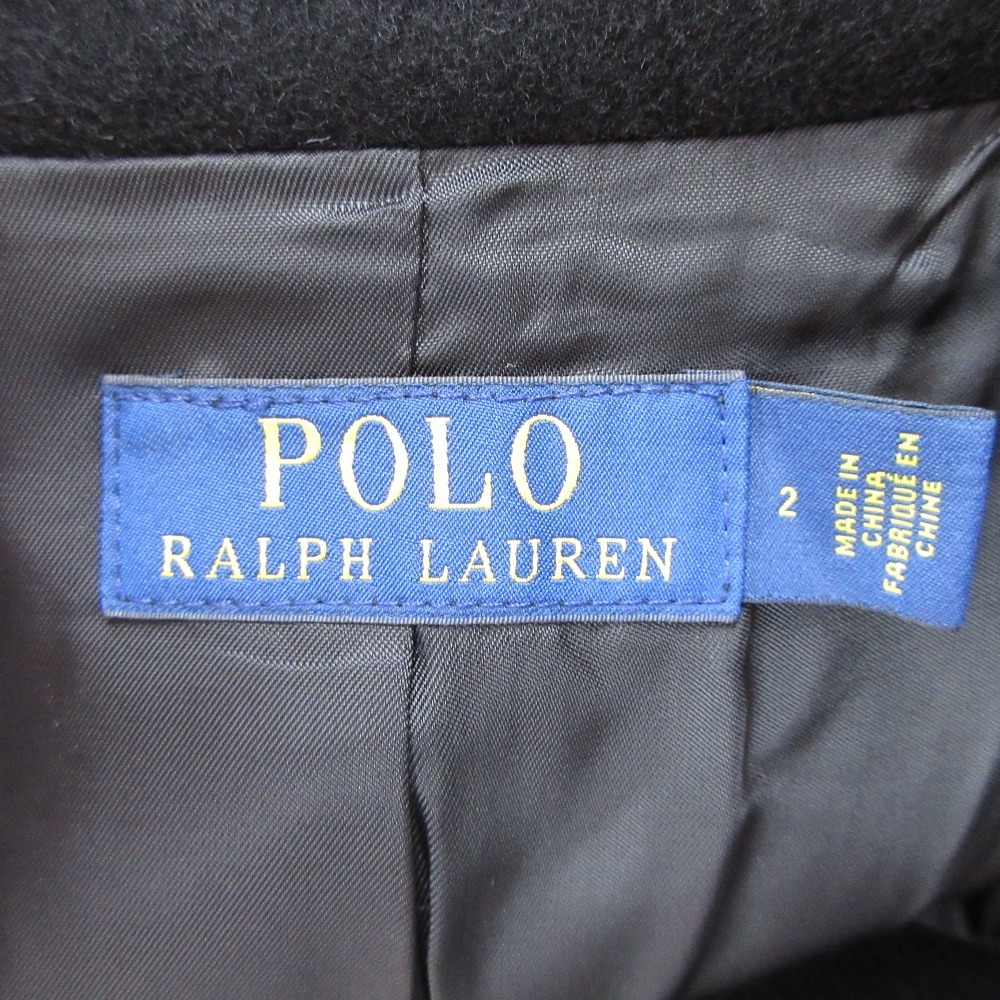 POLO
RALPH LAUREN
2
MADE IN
CHINA
FABRIQUÉ EN
CHINE